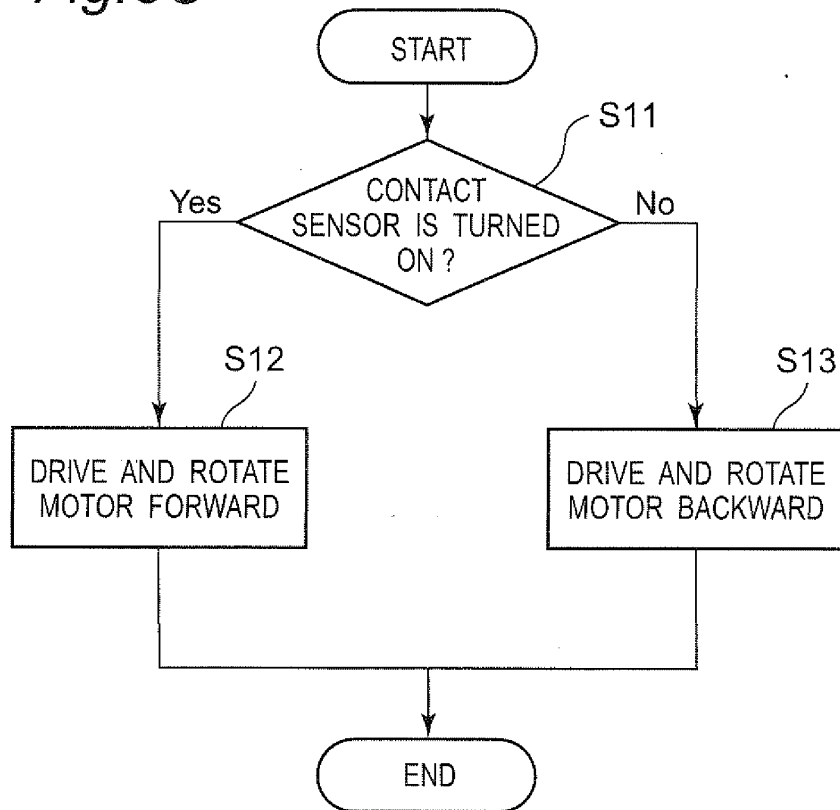 START
S11
CONTACT
SENSOR IS TURNED
ON ?
Yes
No
S12
DRIVE AND ROTATE
MOTOR FORWARD
S13
DRIVE AND ROTATE
MOTOR BACKWARD
END